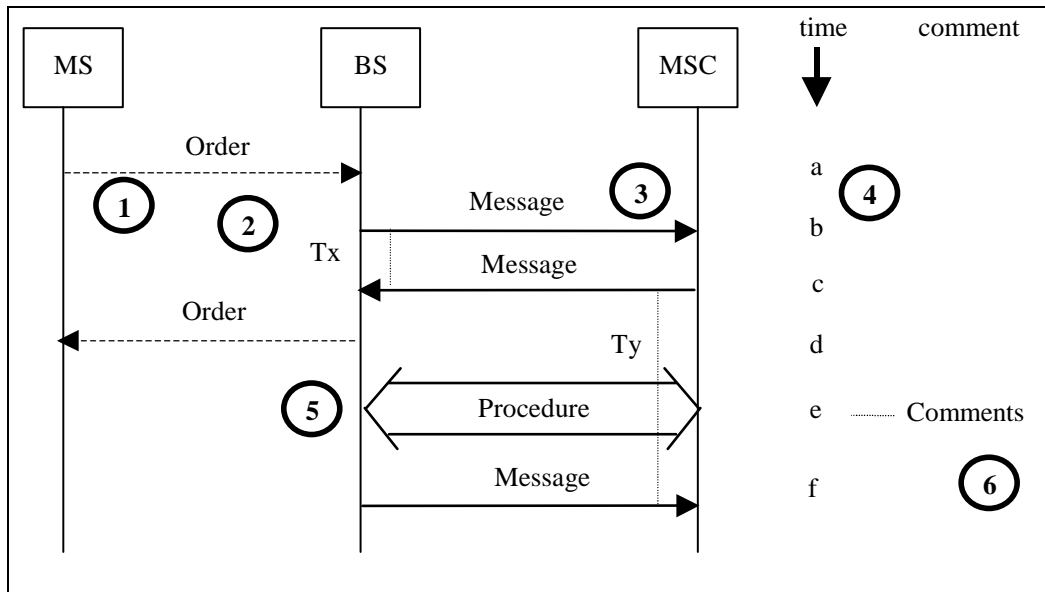 time comment
MS BS MSC
Order a
1 2 3 4
Message
b
Tx Message
c
Order
Ty d
5 Procedure e Comments
Message f 6